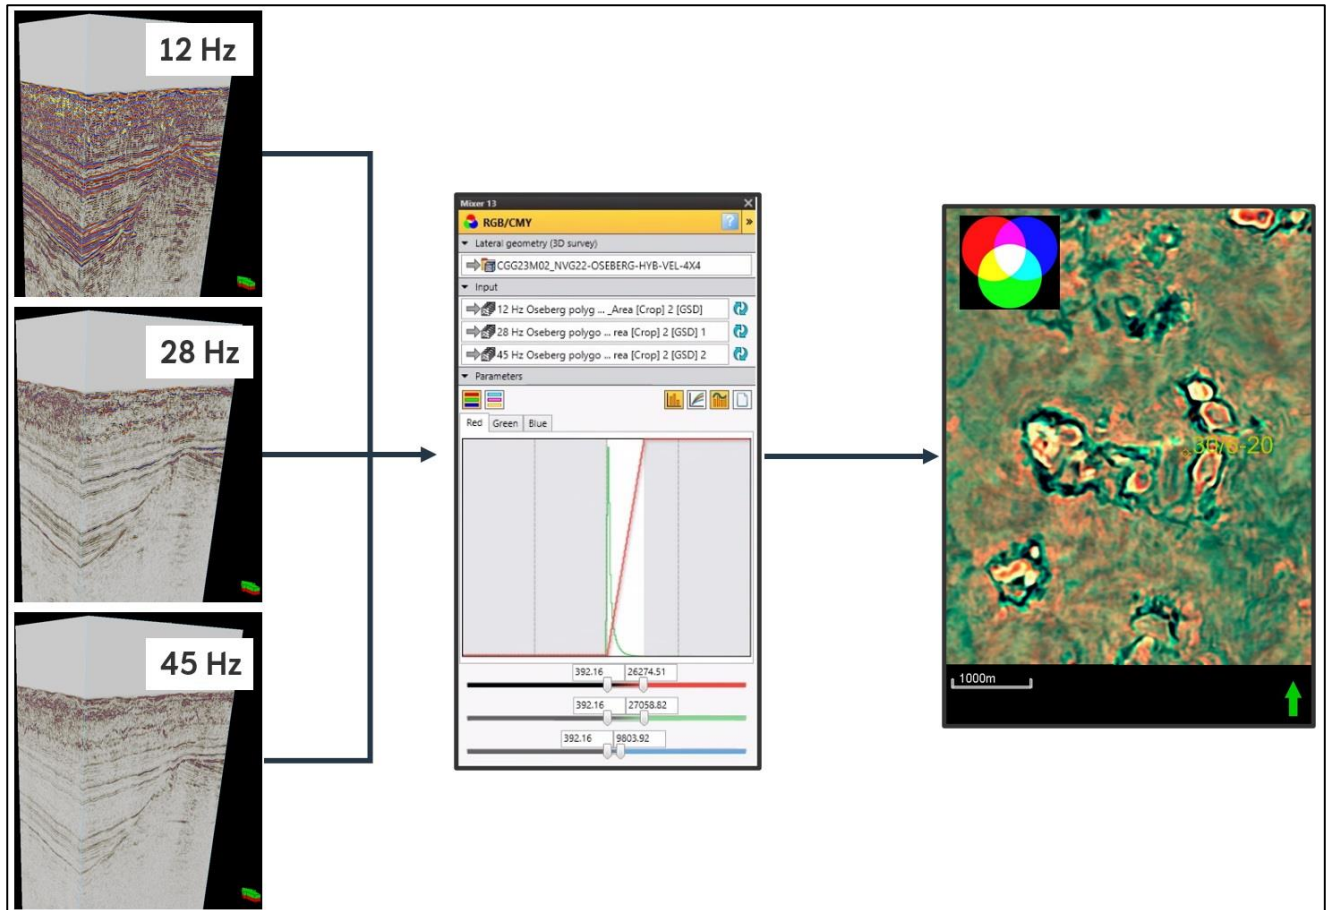 12 Hz
28 Hz
45 Hz
Mixer 13
RGB/CMY
Lateral geometry (3D survey)
CGG23M02_NVG22-OSEBERG-HYB-VEL-4X4
Input
12 Hz Oseberg polyg ... _Area [Crop] 2 [GSD]
28 Hz Oseberg polygo ... rea [Crop] 2 [GSD] 1
45 Hz Oseberg polygo ... rea [Crop] 2 [GSD] 2
Parameters
Red Green Blue
392.16 26274.51
392.16 27058.82
392.16 9803.92
1000m